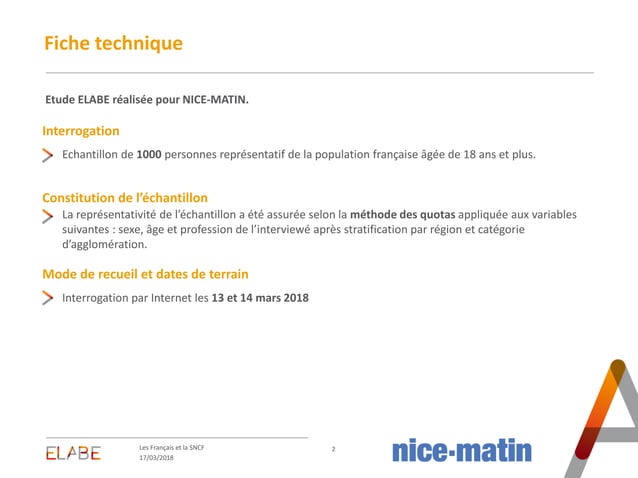 Fiche technique
Etude ELABE réalisée pour NICE-MATIN.
Interrogation
Echantillon de 1000 personnes représentatif de la population française âgée de 18 ans et plus.
Constitution de l’échantillon
La représentativité de l’échantillon a été assurée selon la méthode des quotas appliquée aux variables
suivantes : sexe, âge et profession de l’interviewé après stratification par région et catégorie
d’agglomération.
Mode de recueil et dates de terrain
Interrogation par Internet les 13 et 14 mars 2018
ELABE
Les Français et la SNCF
17/03/2018
2
nice-matin